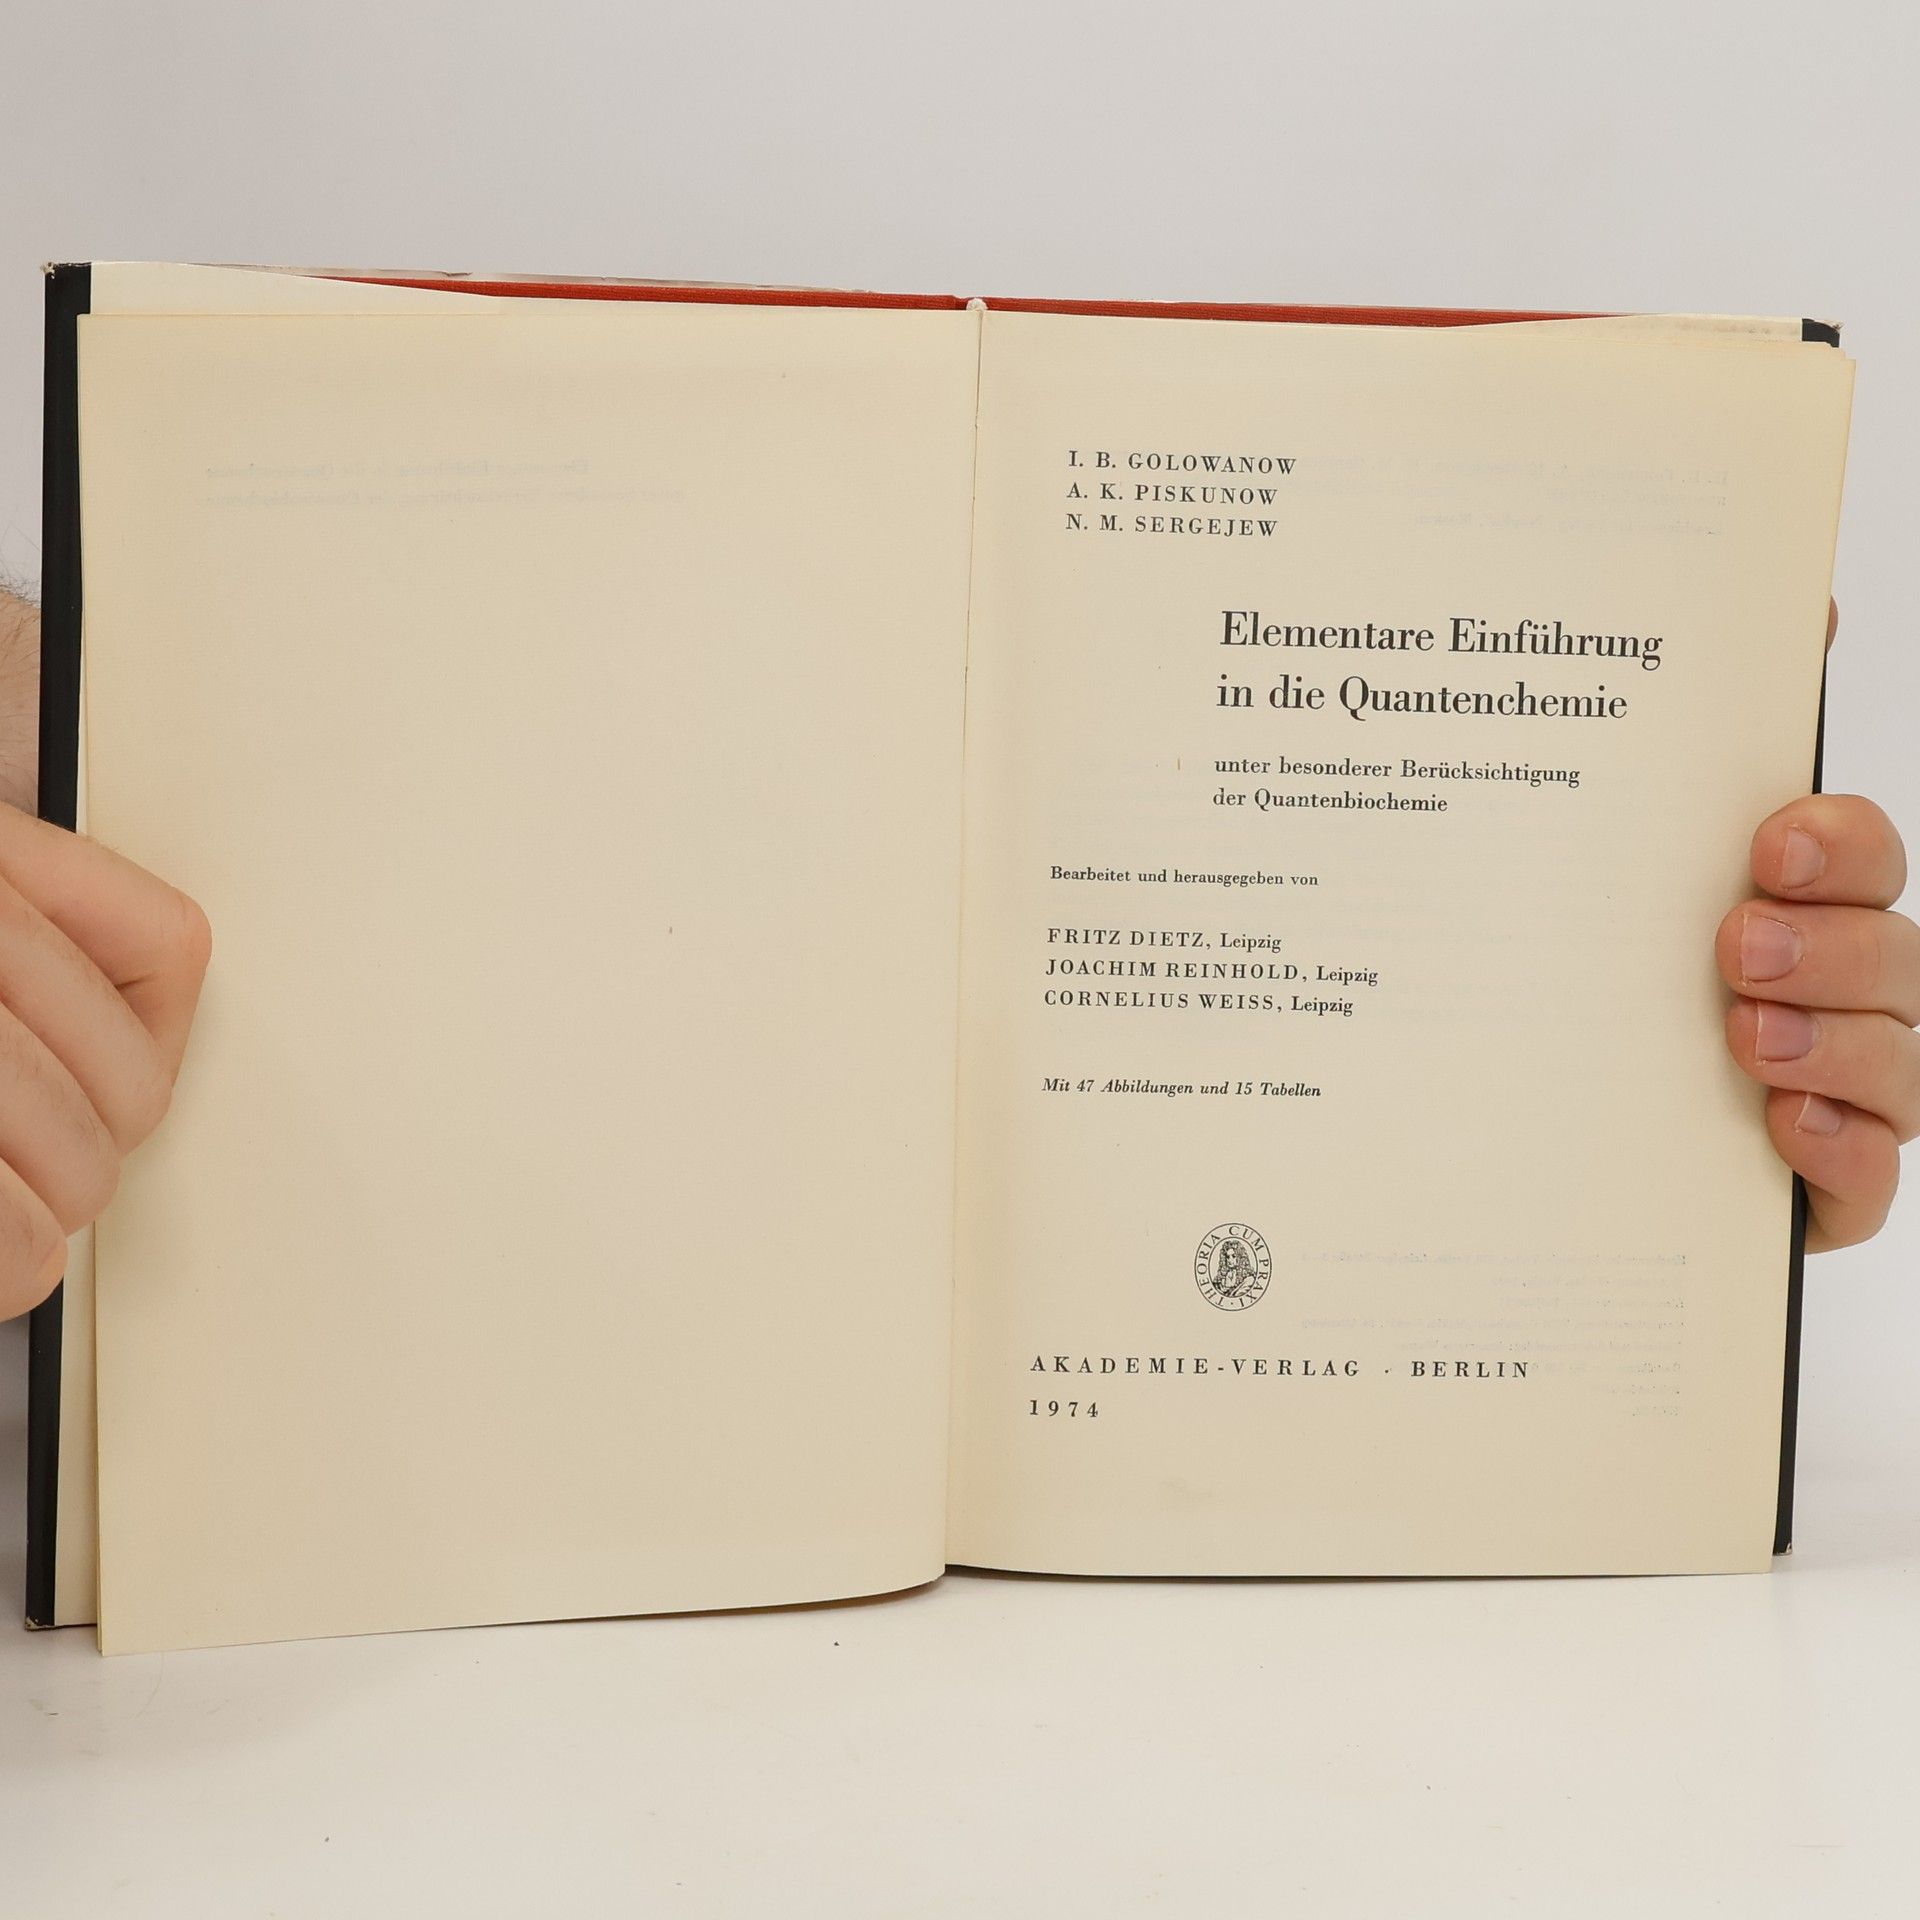 I. B. GOLOWANOW
A. K. PISKUNOW
N. M. SERGEJEW
Elementare Einführung
in die Quantenchemie
unter besonderer Berücksichtigung
der Quantenbiochemie
Bearbeitet und herausgegeben von
FRITZ DIETZ, Leipzig
JOACHIM REINHOLD, Leipzig
CORNELIUS WEISS, Leipzig
Mit 47 Abbildungen und 15 Tabellen
THEORIA CUM PRAXI ·
AKADEMIE-VERLAG · BERLIN
1974